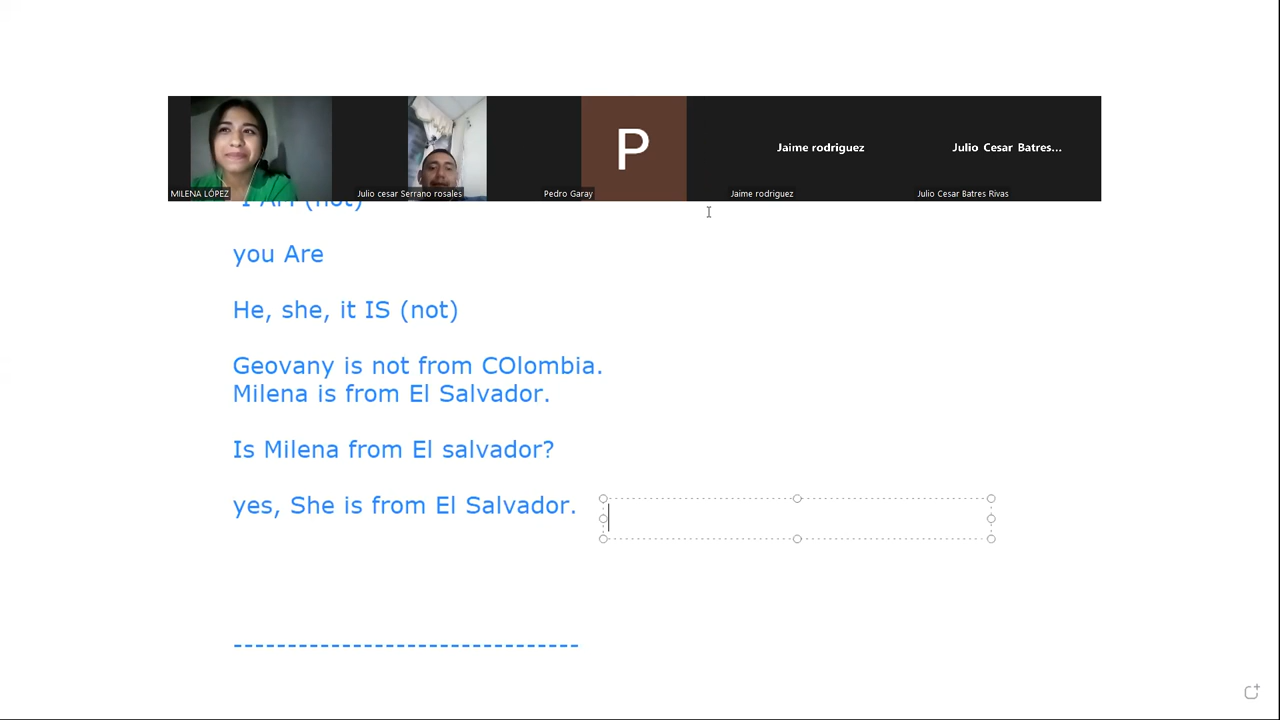 P
Jaime rodriguez
Julio Cesar Batres...
MILENA LÓPEZ
Julio cesar Serrano rosales
Pedro Garay
Jaime rodriguez
Julio Cesar Batres Rivas
I AM (not)
you Are
He, she, it IS (not)
Geovany is not from COlombia.
Milena is from El Salvador.
Is Milena from El salvador?
yes, She is from El Salvador.
-------------------------------